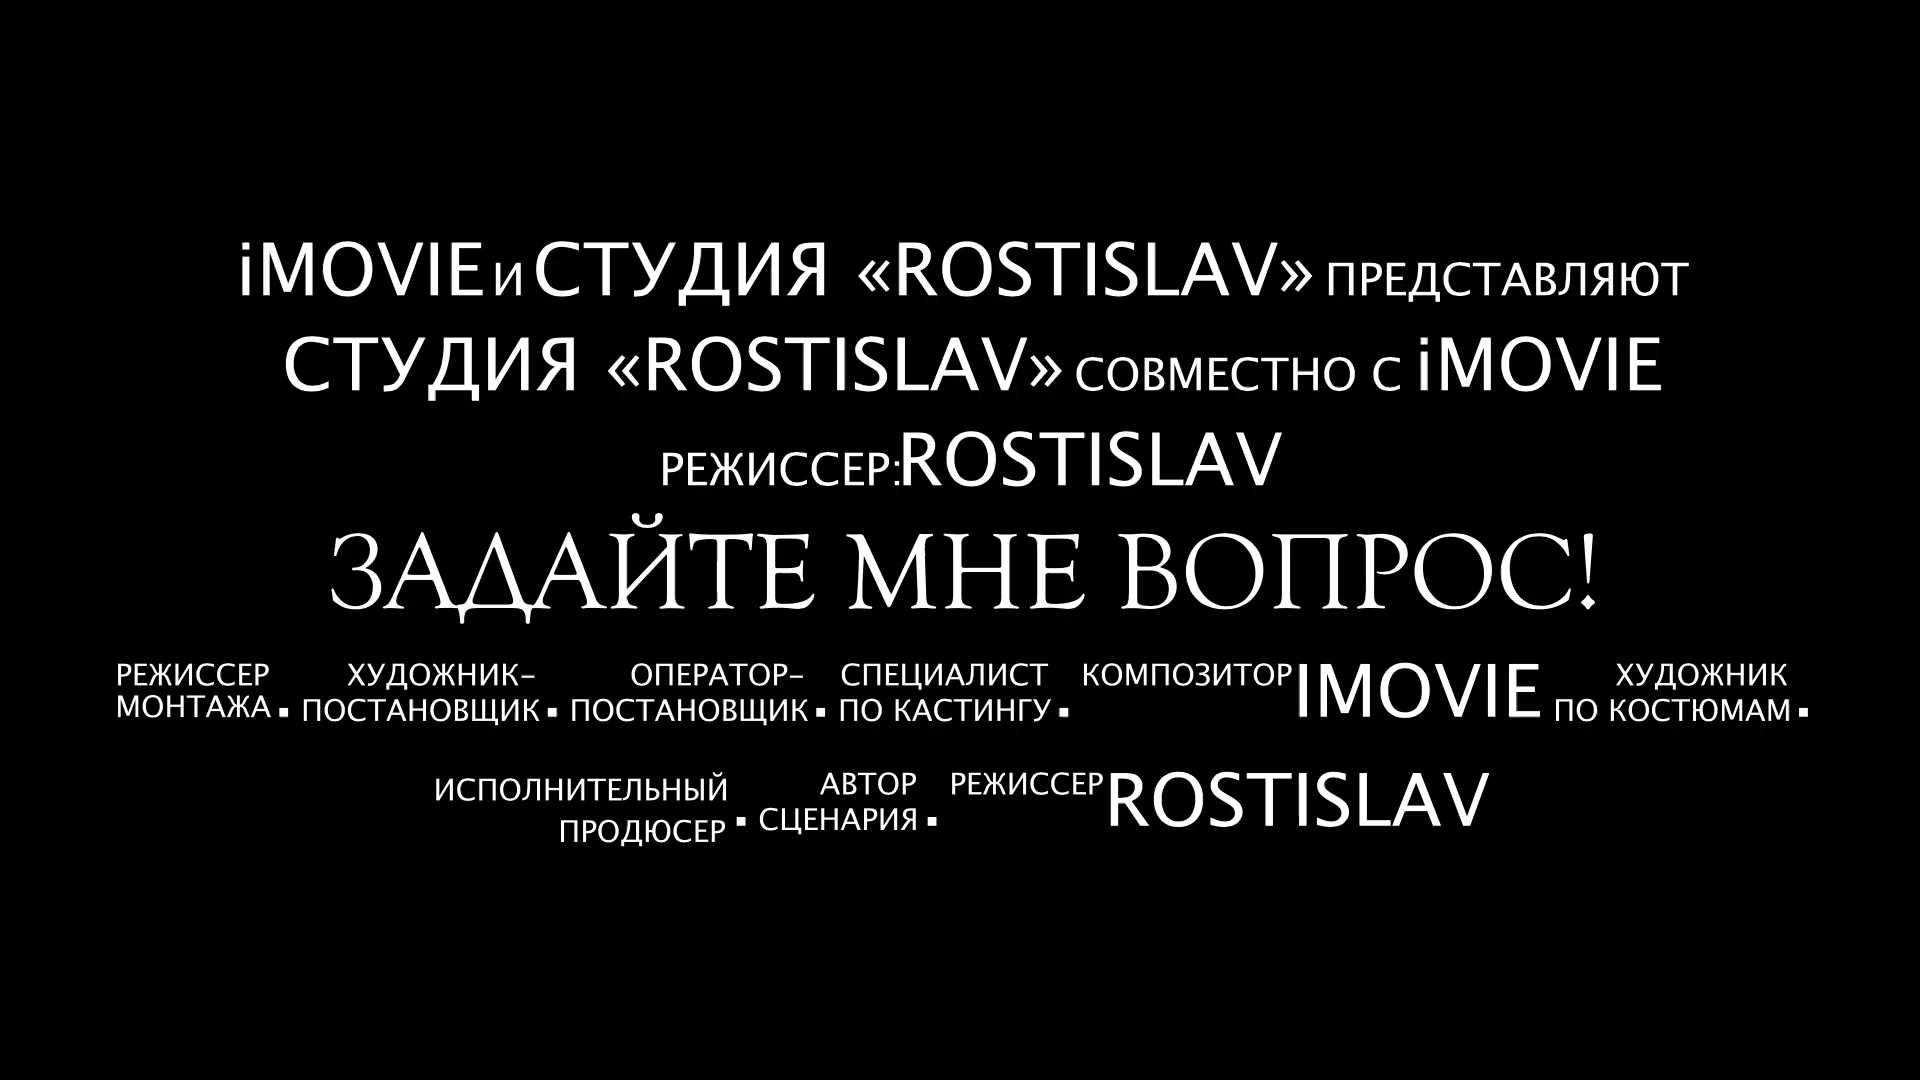 iMOVIE И СТУДИЯ «ROSTISLAV» ПРЕДСТАВЛЯЮТ
СТУДИЯ «ROSTISLAV» СОВМЕСТНО С iMOVIE
РЕЖИССЕР:ROSTISLAV
ЗАДАЙТЕ МНЕ ВОПРОС!
РЕЖИССЕР МОНТАЖА. ХУДОЖНИК-ПОСТАНОВЩИК. ОПЕРАТОР-ПОСТАНОВЩИК. СПЕЦИАЛИСТ ПО КАСТИНГУ. КОМПОЗИТОР IMOVIE ХУДОЖНИК ПО КОСТЮМАМ.
ИСПОЛНИТЕЛЬНЫЙ ПРОДЮСЕР. АВТОР СЦЕНАРИЯ. РЕЖИССЕР ROSTISLAV